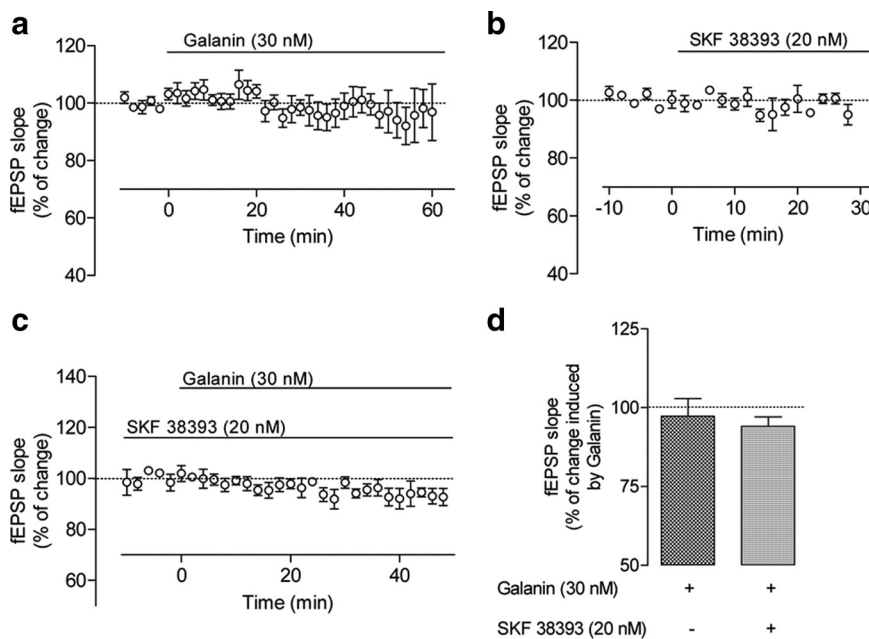 a
Galanin (30 nM)
120
100
80
60
40
fEPSP slope
(% of change)
0 20 40 60
Time (min)
b
SKF 38393 (20 nM)
120
100
80
60
40
fEPSP slope
(% of change)
-10 0 10 20 30
Time (min)
c
Galanin (30 nM)
SKF 38393 (20 nM)
140
120
100
80
60
fEPSP slope
(% of change)
0 20 40
Time (min)
d
125
100
75
50
fEPSP slope
(% of change induced
by Galanin)
Galanin (30 nM) + +
SKF 38393 (20 nM) - +